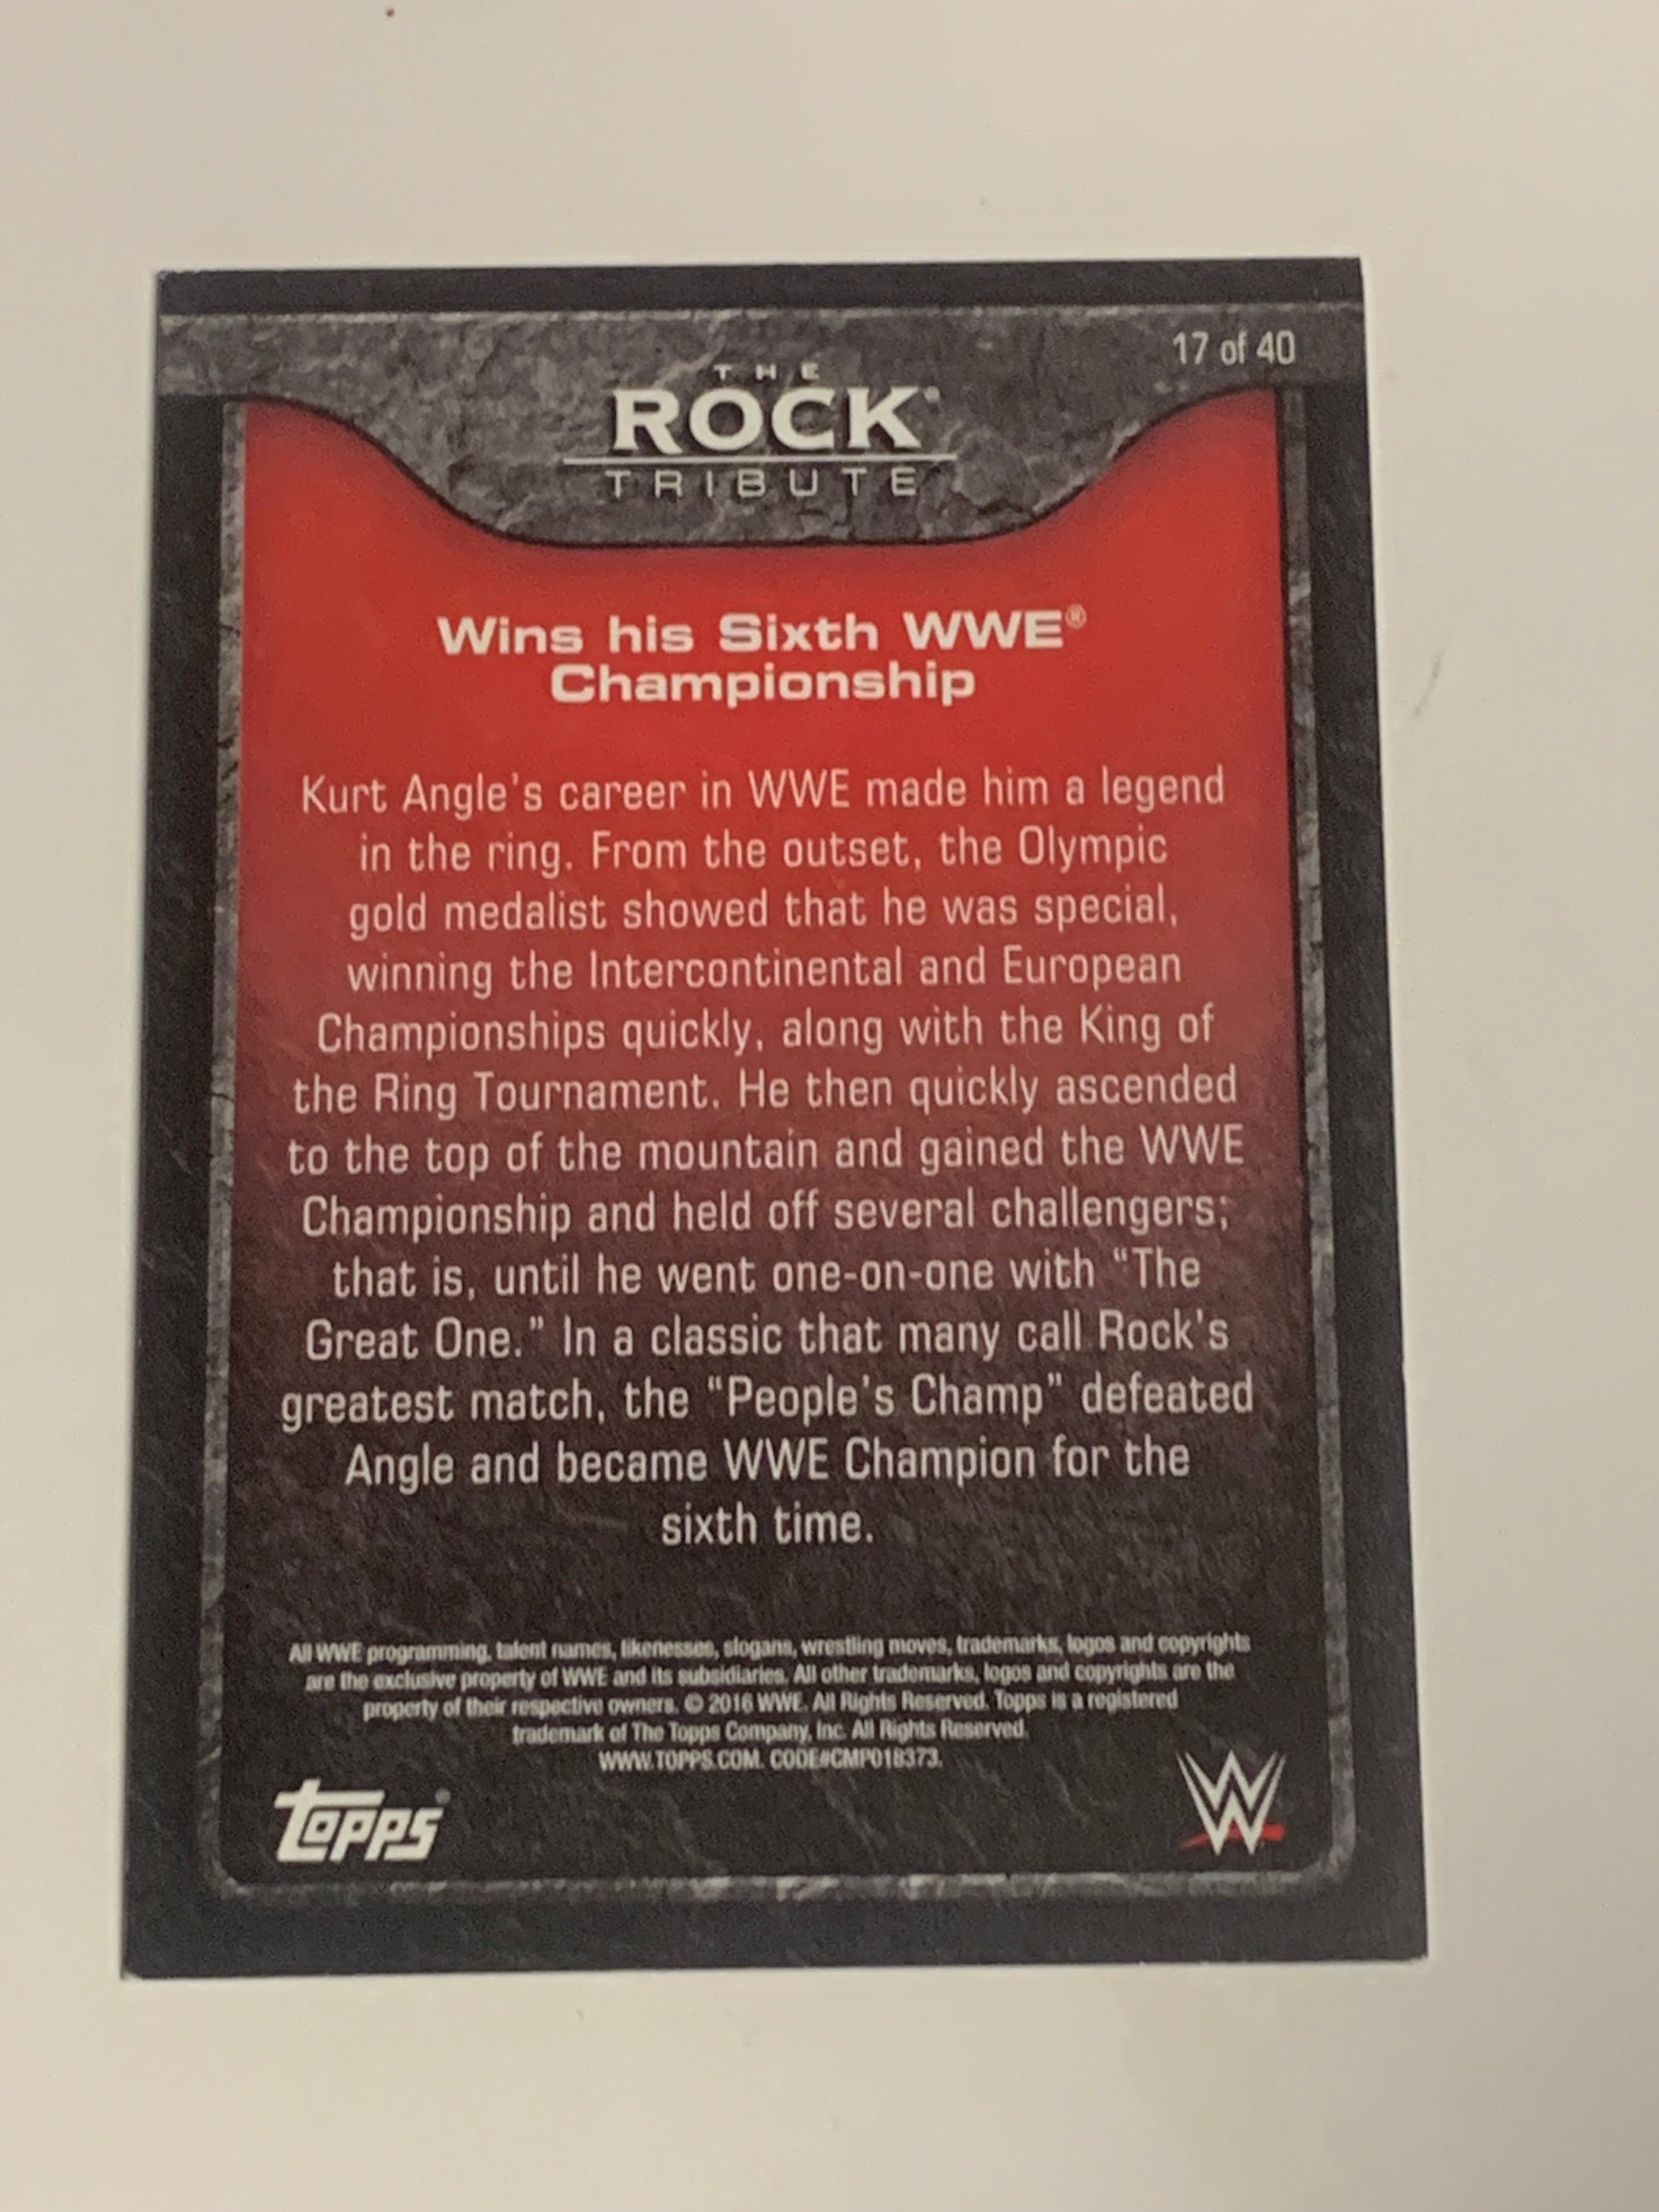 17 of 40
THE
ROCK
TRIBUTE
Wins his Sixth WWE®
Championship
Kurt Angle's career in WWE made him a legend
in the ring. From the outset, the Olympic
gold medalist showed that he was special,
winning the Intercontinental and European
Championships quickly, along with the King of
the Ring Tournament. He then quickly ascended
to the top of the mountain and gained the WWE
Championship and held off several challengers;
that is, until he went one-on-one with “The
Great One.” In a classic that many call Rock's
greatest match, the “People's Champ” defeated
Angle and became WWE Champion for the
sixth time.
All WWE programming, talent names, likenesses, slogans, wrestling moves, trademarks, logos and copyrights
are the exclusive property of WWE and its subsidiaries. All other trademarks, logos and copyrights are the
property of their respective owners. © 2016 WWE. All Rights Reserved. Topps is a registered
trademark of The Topps Company, Inc. All Rights Reserved.
WWW.TOPPS.COM. CODE#CMP018373.
Topps®
W